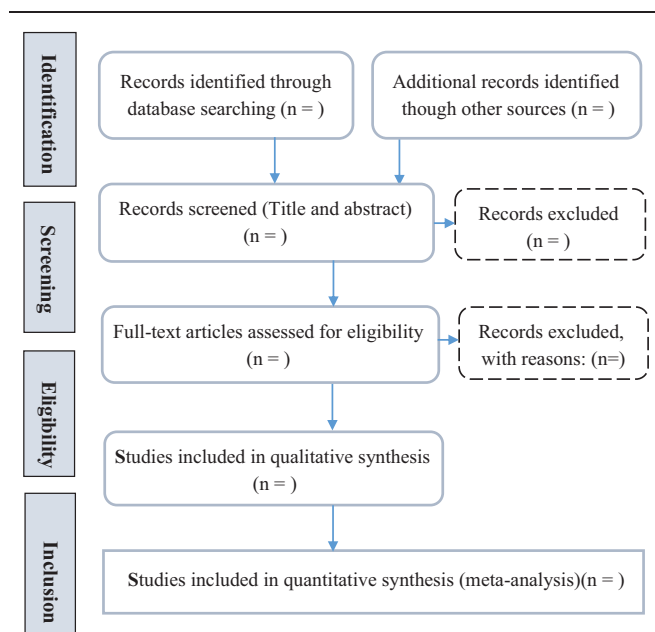 Identification
Records identified through
database searching (n = )
Additional records identified
though other sources (n = )
Records screened (Title and abstract)
(n = )
Records excluded
(n = )
Screening
Full-text articles assessed for eligibility
(n = )
Records excluded,
with reasons: (n=)
Eligibility
Studies included in qualitative synthesis
(n = )
Inclusion
Studies included in quantitative synthesis (meta-analysis)(n = )